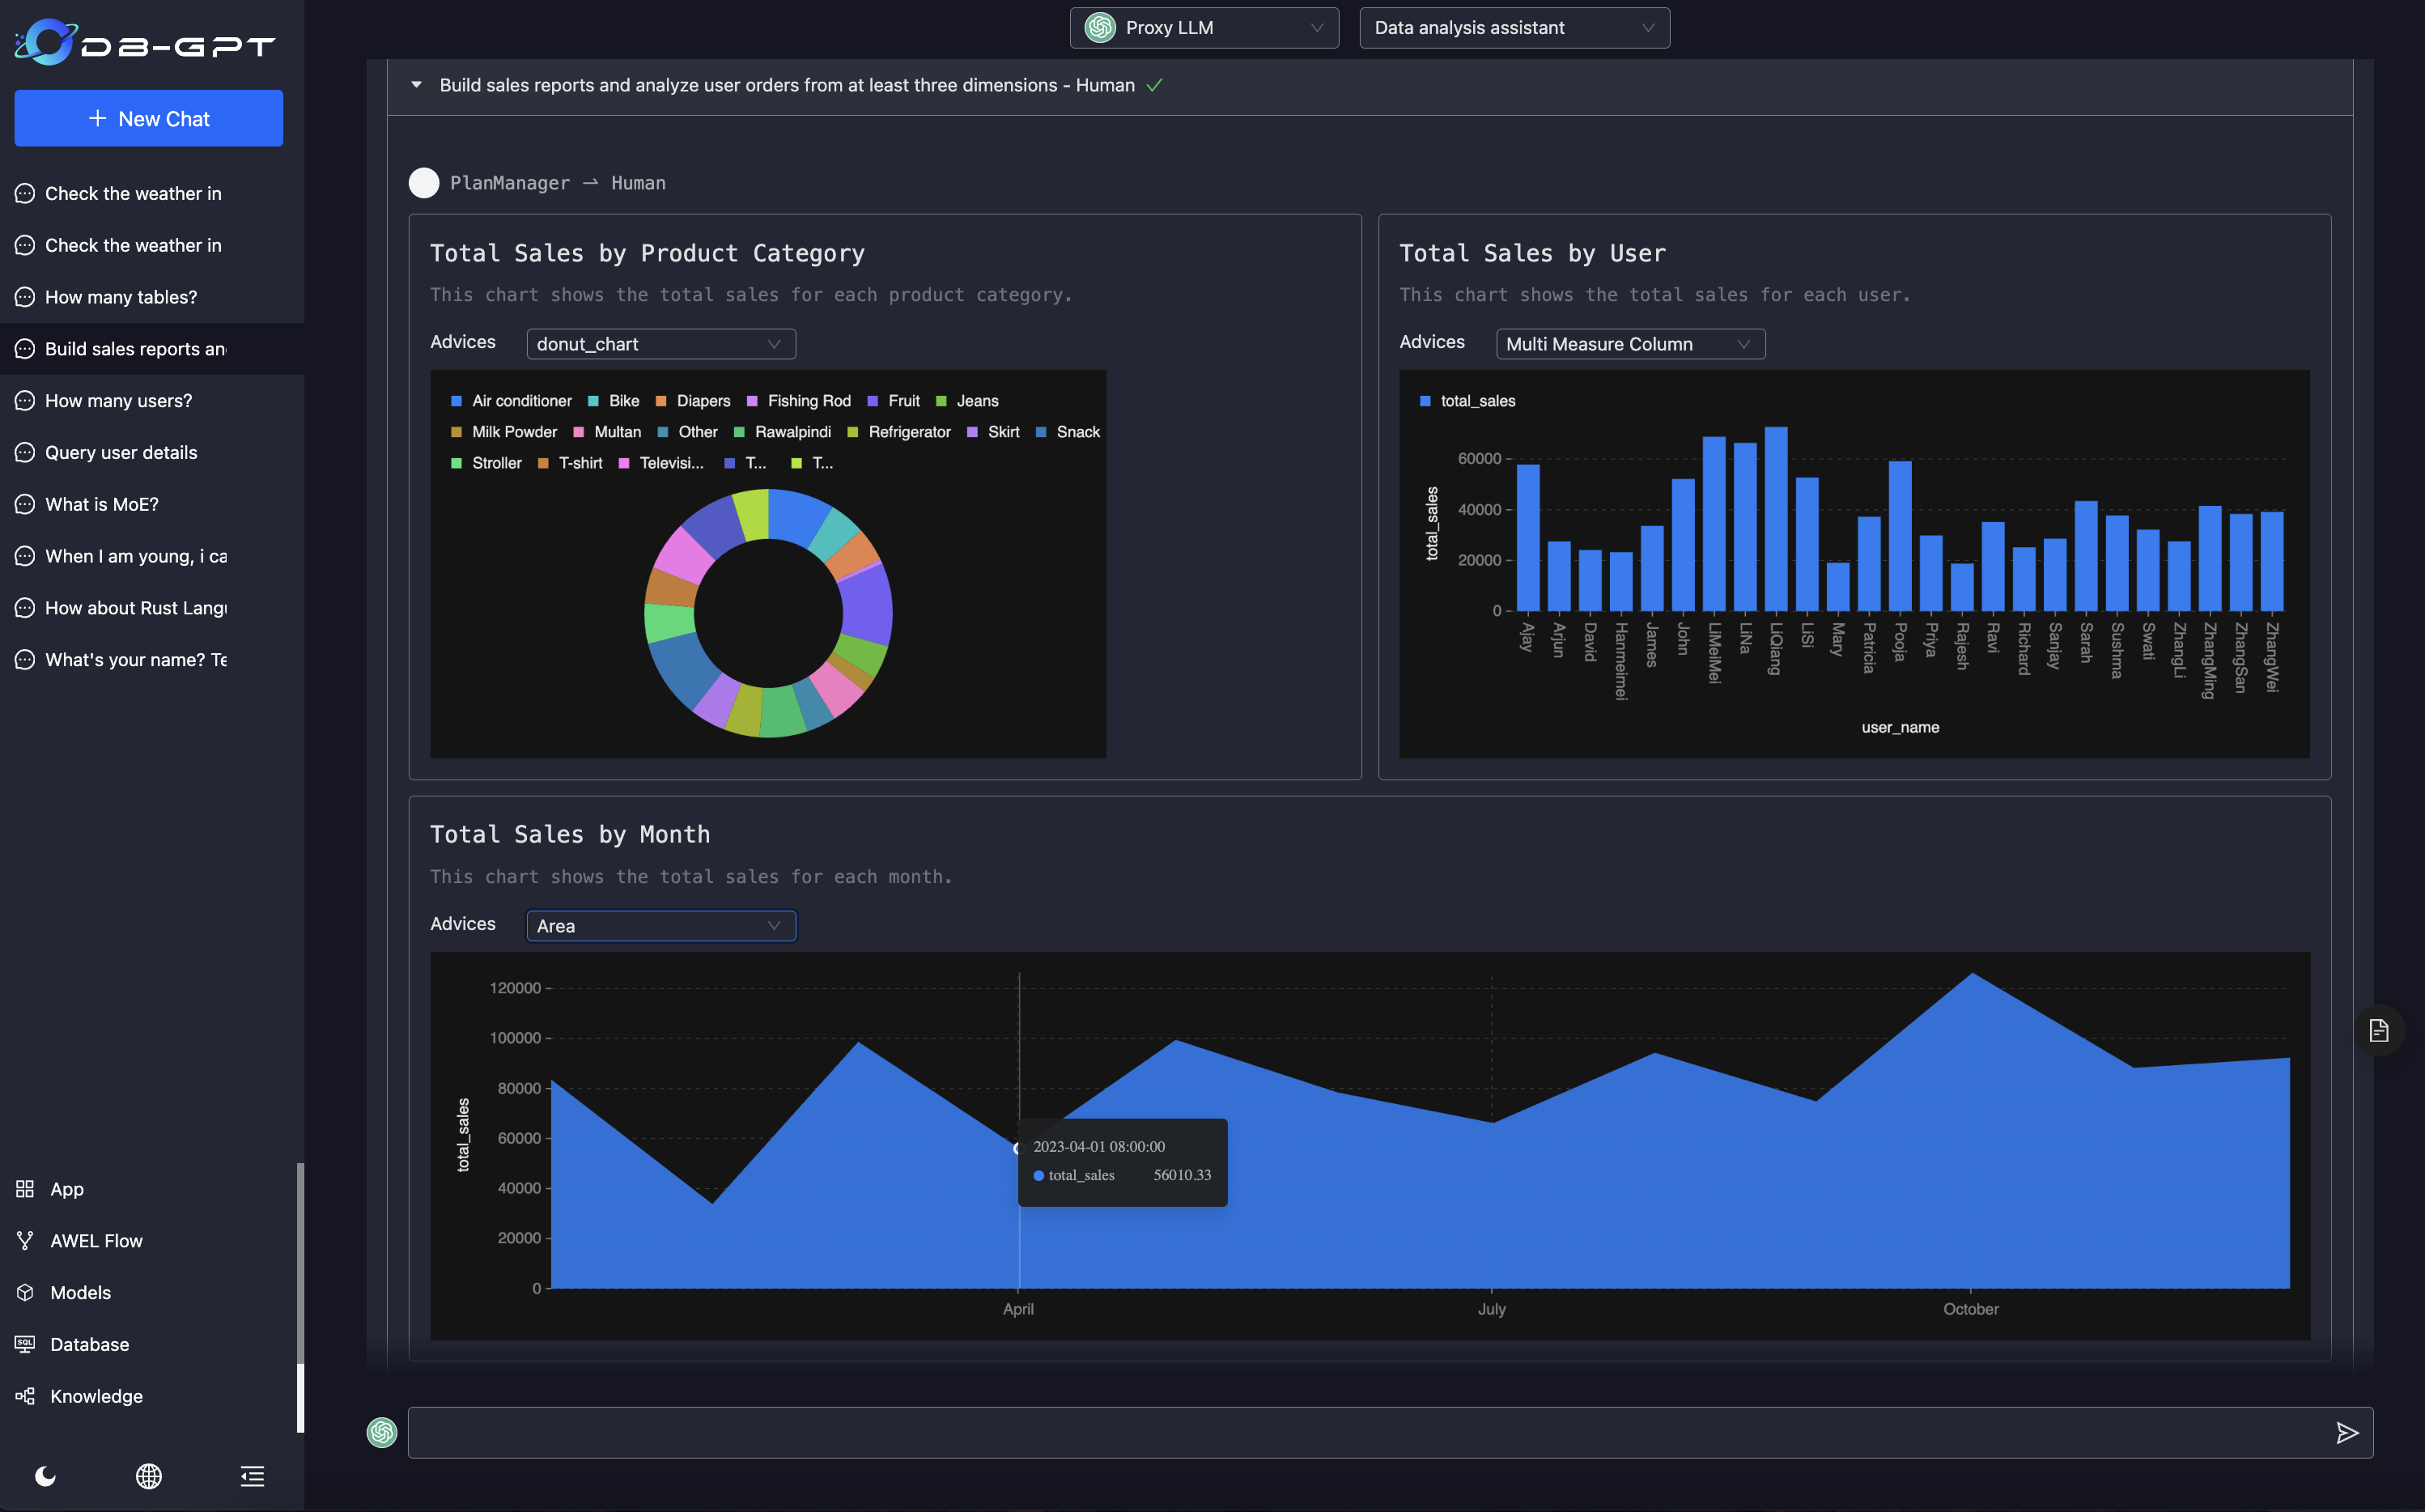 DB-GPT
New Chat
Check the weather in
Check the weather in
How many tables?
Build sales reports an
How many users?
Query user details
What is MoE?
When I am young, i ca
How about Rust Langu
What's your name? Te
App
AWEL Flow
Models
Database
Knowledge
Proxy LLM
Data analysis assistant
Build sales reports and analyze user orders from at least three dimensions - Human
PlanManager → Human
Total Sales by Product Category
This chart shows the total sales for each product category.
Advices donut_chart
Air conditioner Bike Diapers Fishing Rod Fruit Jeans
Milk Powder Multan Other Rawalpindi Refrigerator Skirt Snack
Stroller T-shirt Televisi... T... T...
Total Sales by User
This chart shows the total sales for each user.
Advices Multi Measure Column
total_sales
60000
40000
20000
0
total_sales
Ajay
Arjun
David
Hanmeimei
James
John
LiMeiMei
LiNa
LiQiang
LiSi
Mary
Patricia
Pooja
Priya
Rajesh
Ravi
Richard
Sanjay
Sarah
Sushma
Swati
ZhangLi
ZhangMing
ZhangSan
ZhangWei
user_name
Total Sales by Month
This chart shows the total sales for each month.
Advices Area
120000
100000
80000
60000
40000
20000
0
total_sales
2023-04-01 08:00:00
total_sales 56010.33
April July October